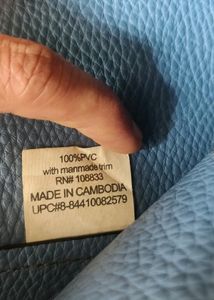 100%PVC
with manmade trim
RN# 108833
MADE IN CAMBODIA
UPC#8-84410082579